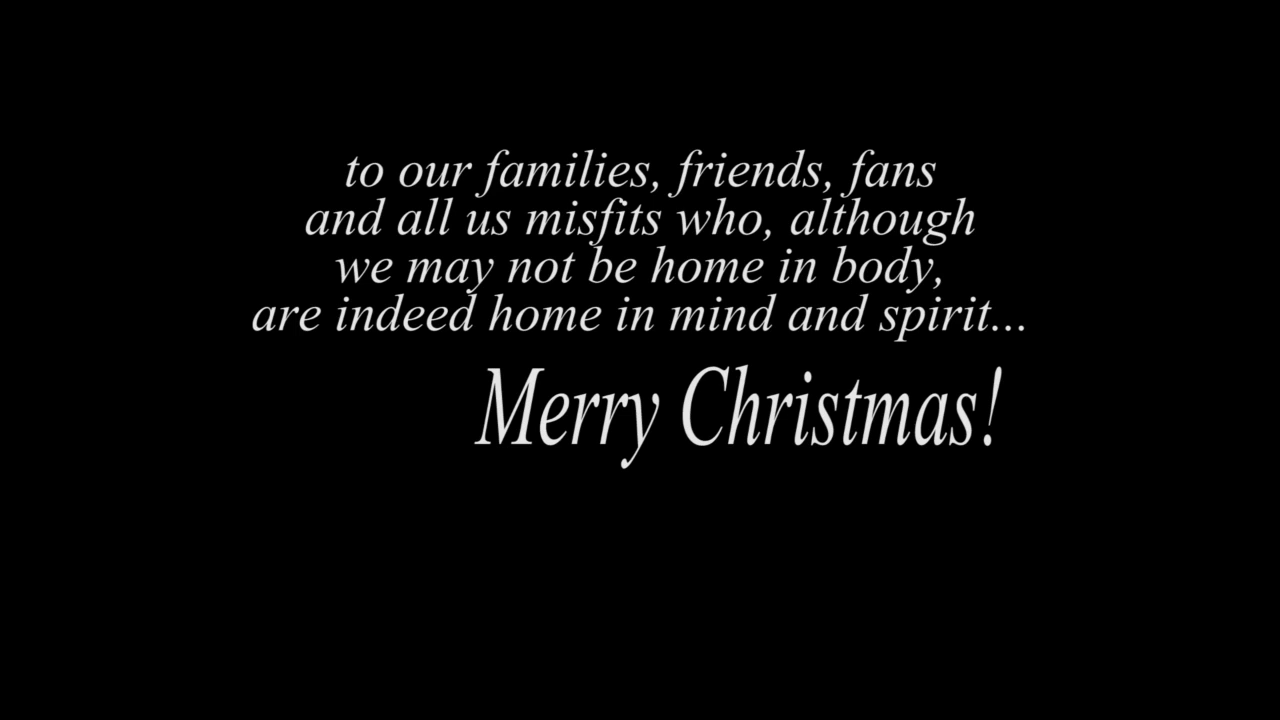 to our families, friends, fans
and all us misfits who, although
we may not be home in body,
are indeed home in mind and spirit...
Merry Christmas!